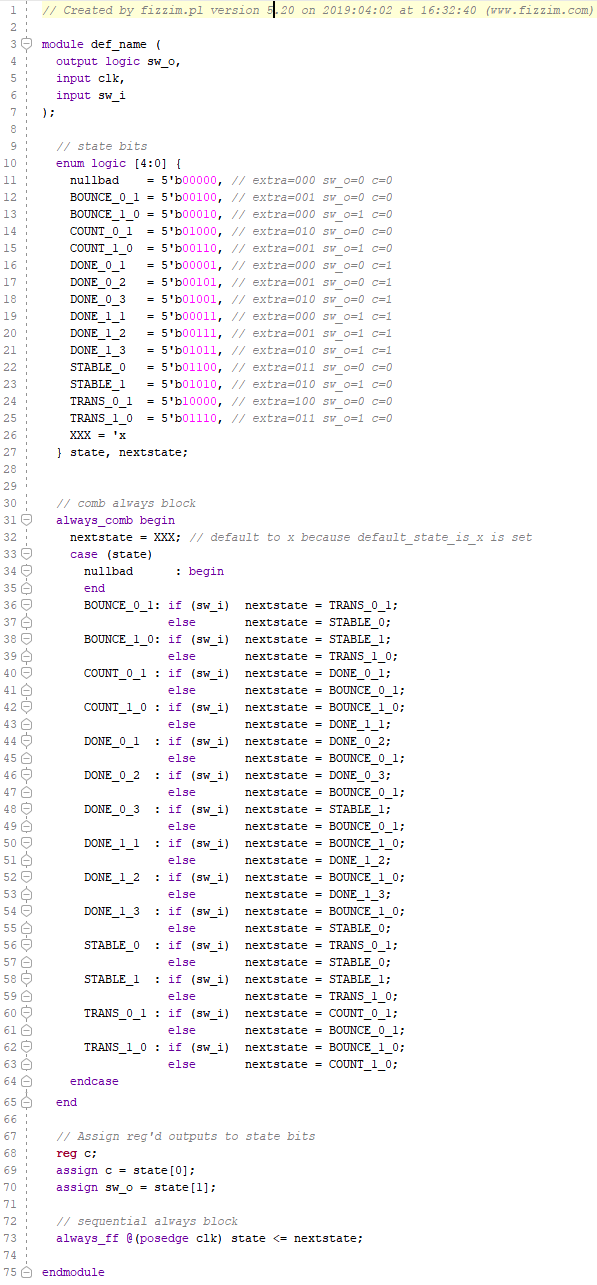 1 // Created by fizzim.pl version 5.20 on 2019:04:02 at 16:32:40 (www.fizzim.com)
2
3 module def_name (
4   output logic sw_o,
5   input clk,
6   input sw_i
7 );
8
9   // state bits
10   enum logic [4:0] {
11     nullbad    = 5'b00000, // extra=000 sw_o=0 c=0
12     BOUNCE_0_1 = 5'b00100, // extra=001 sw_o=0 c=0
13     BOUNCE_1_0 = 5'b00010, // extra=000 sw_o=1 c=0
14     COUNT_0_1  = 5'b01000, // extra=010 sw_o=0 c=0
15     COUNT_1_0  = 5'b00110, // extra=001 sw_o=1 c=0
16     DONE_0_1   = 5'b00001, // extra=000 sw_o=0 c=1
17     DONE_0_2   = 5'b00101, // extra=001 sw_o=0 c=1
18     DONE_0_3   = 5'b01001, // extra=010 sw_o=0 c=1
19     DONE_1_1   = 5'b00011, // extra=000 sw_o=1 c=1
20     DONE_1_2   = 5'b00111, // extra=001 sw_o=1 c=1
21     DONE_1_3   = 5'b01011, // extra=010 sw_o=1 c=1
22     STABLE_0   = 5'b01100, // extra=011 sw_o=0 c=0
23     STABLE_1   = 5'b01010, // extra=010 sw_o=1 c=0
24     TRANS_0_1  = 5'b10000, // extra=100 sw_o=0 c=0
25     TRANS_1_0  = 5'b01110, // extra=011 sw_o=1 c=0
26     XXX = 'x
27   } state, nextstate;
28
29
30   // comb always block
31   always_comb begin
32     nextstate = XXX; // default to x because default_state_is_x is set
33     case (state)
34       nullbad      : begin
35       end
36       BOUNCE_0_1: if (sw_i)  nextstate = TRANS_0_1;
37                   else       nextstate = STABLE_0;
38       BOUNCE_1_0: if (sw_i)  nextstate = STABLE_1;
39                   else       nextstate = TRANS_1_0;
40       COUNT_0_1 : if (sw_i)  nextstate = DONE_0_1;
41                   else       nextstate = BOUNCE_0_1;
42       COUNT_1_0 : if (sw_i)  nextstate = BOUNCE_1_0;
43                   else       nextstate = DONE_1_1;
44       DONE_0_1  : if (sw_i)  nextstate = DONE_0_2;
45                   else       nextstate = BOUNCE_0_1;
46       DONE_0_2  : if (sw_i)  nextstate = DONE_0_3;
47                   else       nextstate = BOUNCE_0_1;
48       DONE_0_3  : if (sw_i)  nextstate = STABLE_1;
49                   else       nextstate = BOUNCE_0_1;
50       DONE_1_1  : if (sw_i)  nextstate = BOUNCE_1_0;
51                   else       nextstate = DONE_1_2;
52       DONE_1_2  : if (sw_i)  nextstate = BOUNCE_1_0;
53                   else       nextstate = DONE_1_3;
54       DONE_1_3  : if (sw_i)  nextstate = BOUNCE_1_0;
55                   else       nextstate = STABLE_0;
56       STABLE_0  : if (sw_i)  nextstate = TRANS_0_1;
57                   else       nextstate = STABLE_0;
58       STABLE_1  : if (sw_i)  nextstate = STABLE_1;
59                   else       nextstate = TRANS_1_0;
60       TRANS_0_1 : if (sw_i)  nextstate = COUNT_0_1;
61                   else       nextstate = BOUNCE_0_1;
62       TRANS_1_0 : if (sw_i)  nextstate = BOUNCE_1_0;
63                   else       nextstate = COUNT_1_0;
64     endcase
65   end
66
67   // Assign reg'd outputs to state bits
68   reg c;
69   assign c = state[0];
70   assign sw_o = state[1];
71
72   // sequential always block
73   always_ff @(posedge clk) state <= nextstate;
74
75 endmodule